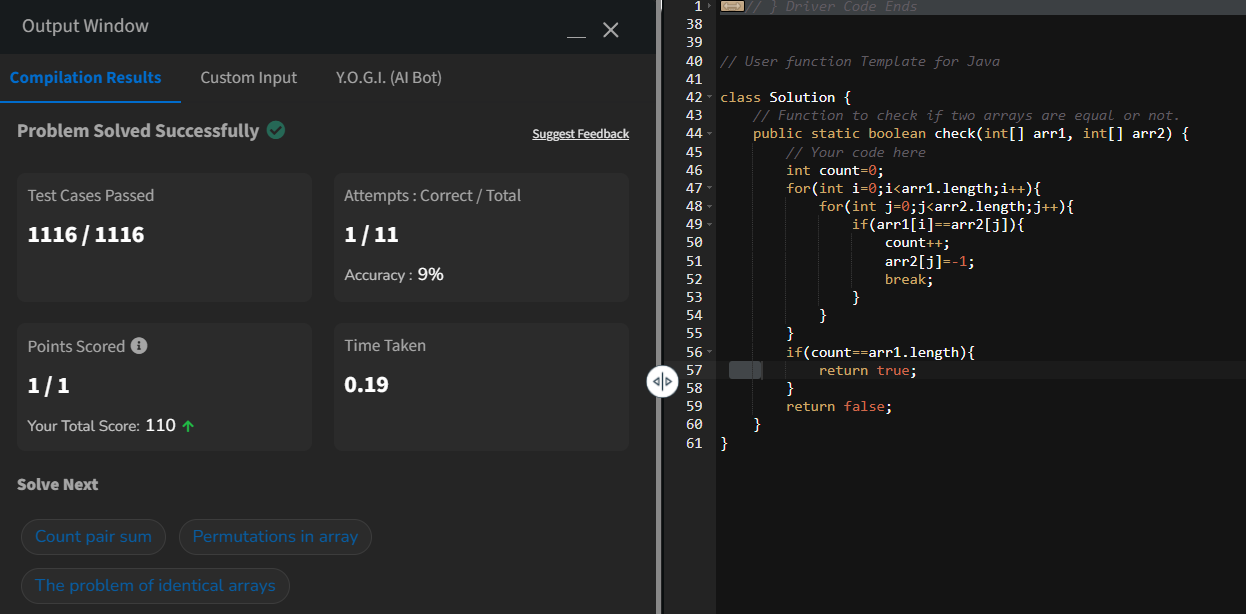 Output Window
Compilation Results
Custom Input
Y.O.G.I. (AI Bot)
Problem Solved Successfully
Suggest Feedback
Test Cases Passed
1116 / 1116
Attempts : Correct / Total
1 / 11
Accuracy : 9%
Points Scored
1 / 1
Your Total Score: 110
Time Taken
0.19
Solve Next
Count pair sum
Permutations in array
The problem of identical arrays
1 // } Driver Code Ends
38
39
40 // User function Template for Java
41
42 class Solution {
43 // Function to check if two arrays are equal or not.
44 public static boolean check(int[] arr1, int[] arr2) {
45 // Your code here
46 int count=0;
47 for(int i=0;i<arr1.length;i++){
48 for(int j=0;j<arr2.length;j++){
49 if(arr1[i]==arr2[j]){
50 count++;
51 arr2[j]=-1;
52 break;
53 }
54 }
55 }
56 if(count==arr1.length){
57 return true;
58 }
59 return false;
60 }
61 }